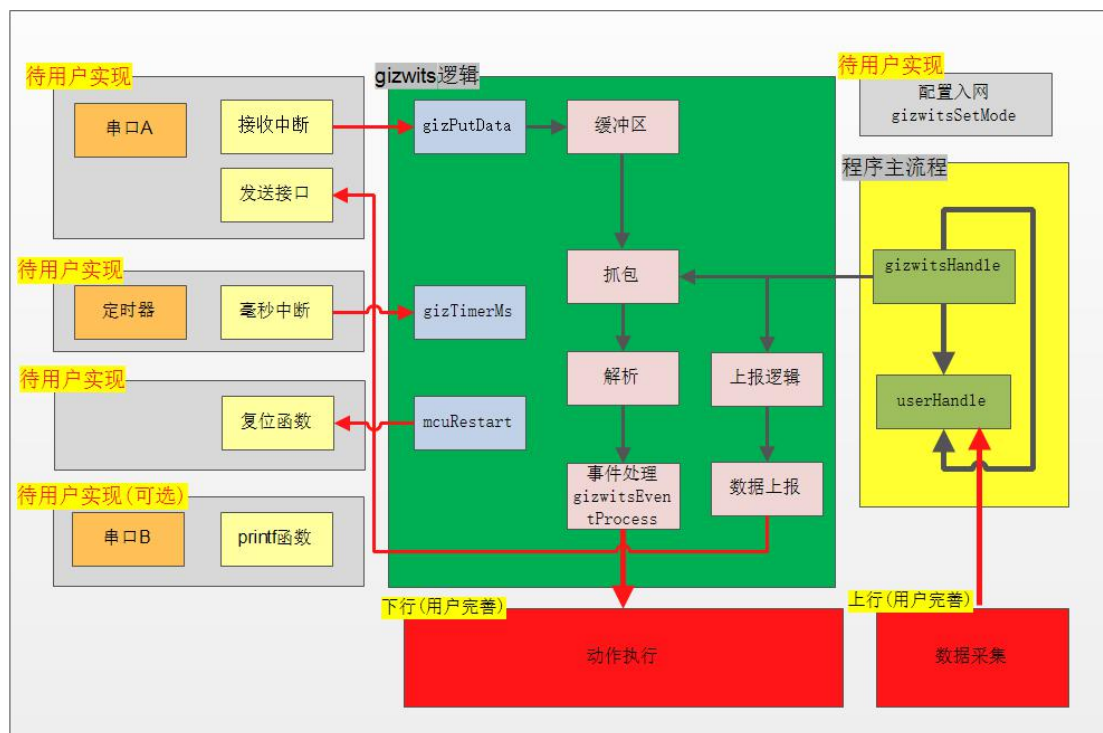 待用户实现
串口A
接收中断
发送接口
待用户实现
定时器
毫秒中断
待用户实现
复位函数
待用户实现(可选)
串口B
printf函数
gizwits逻辑
gizPutData
缓冲区
抓包
gizTimerMs
解析
上报逻辑
mcuRestart
事件处理
gizwitsEven
tProcess
数据上报
待用户实现
配置入网
gizwitsSetMode
程序主流程
gizwitsHandle
userHandle
下行(用户完善)
动作执行
上行(用户完善)
数据采集